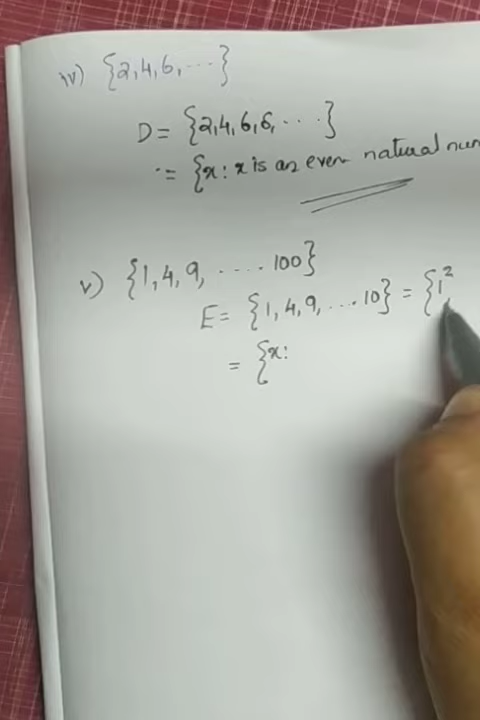 iv) {2,4,6,...}
D = {2,4,6,6,...}
= {x: x is an even natural num
v) {1,4,9,....100}
E = {1,4,9,...10} = {1²
= {x: